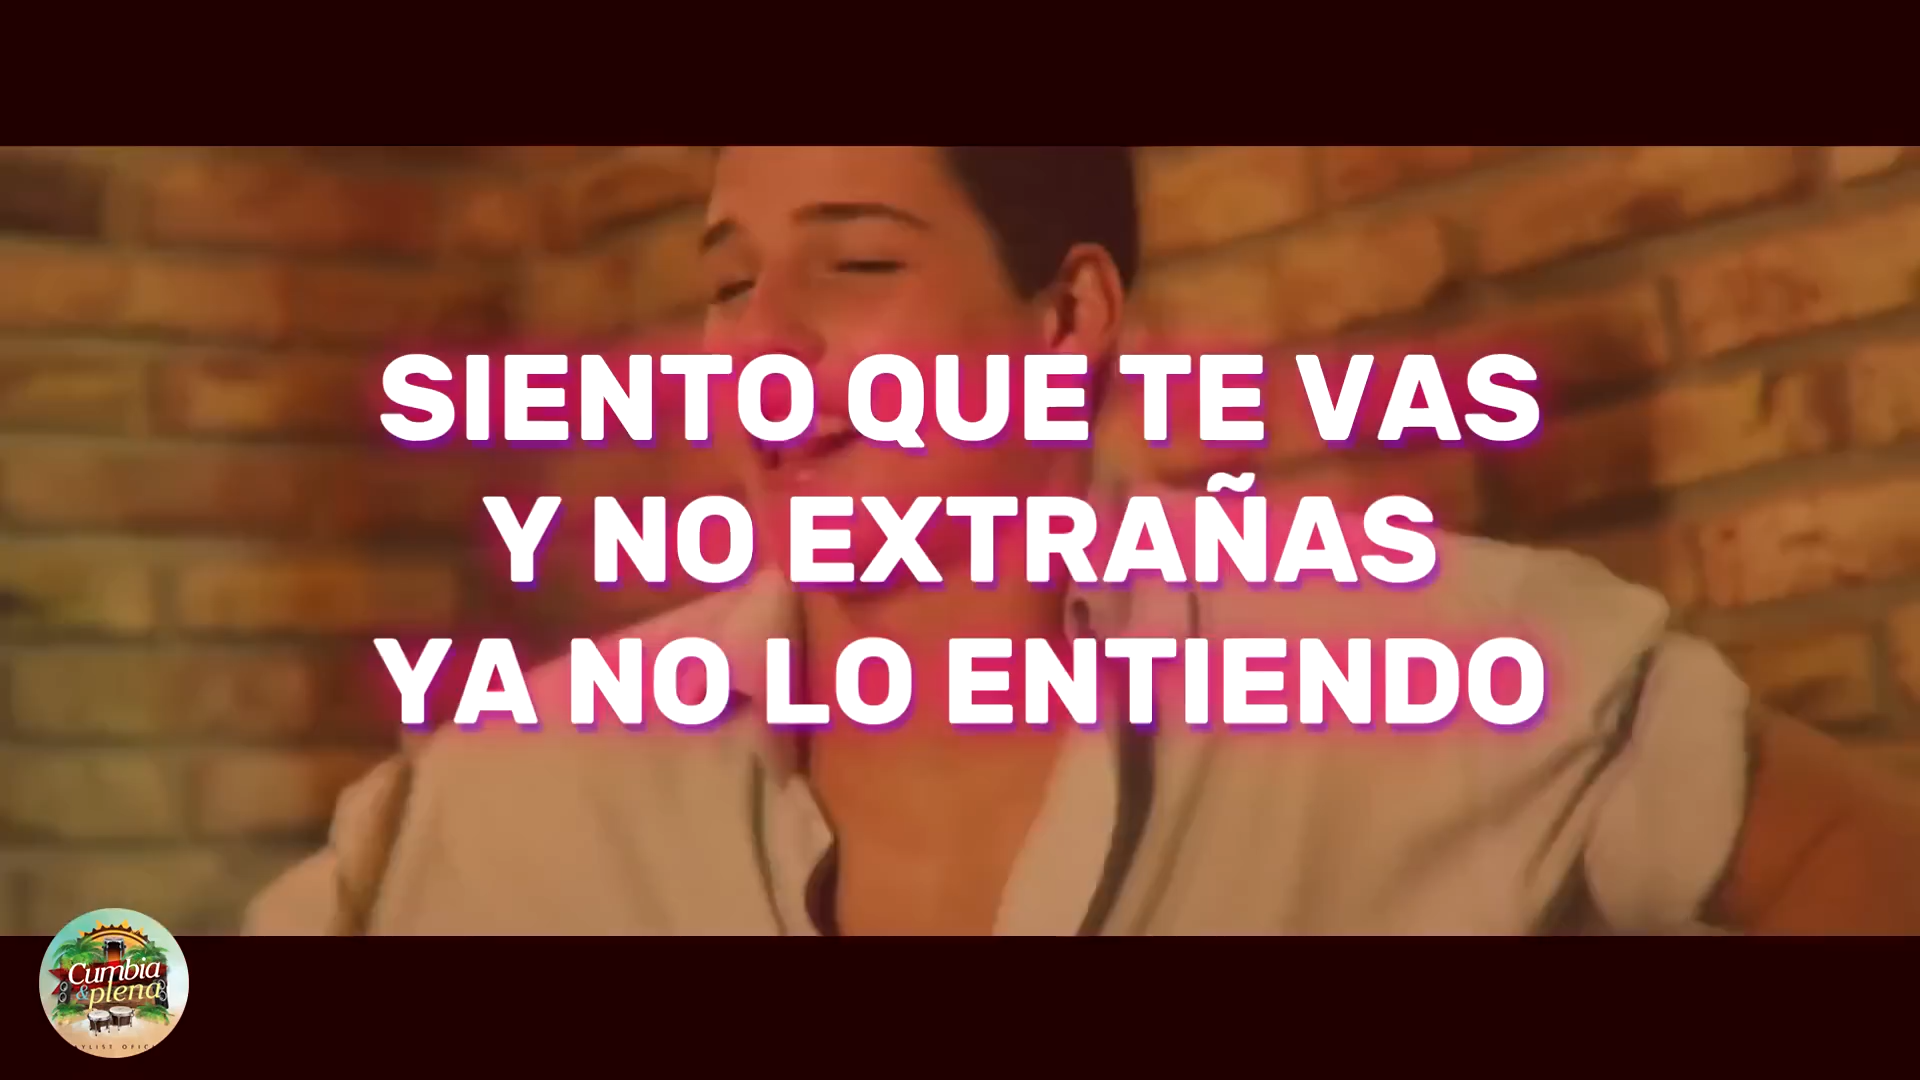 SIENTO QUE TE VAS
Y NO EXTRAÑAS
YA NO LO ENTIENDO
Cumbia
& plena